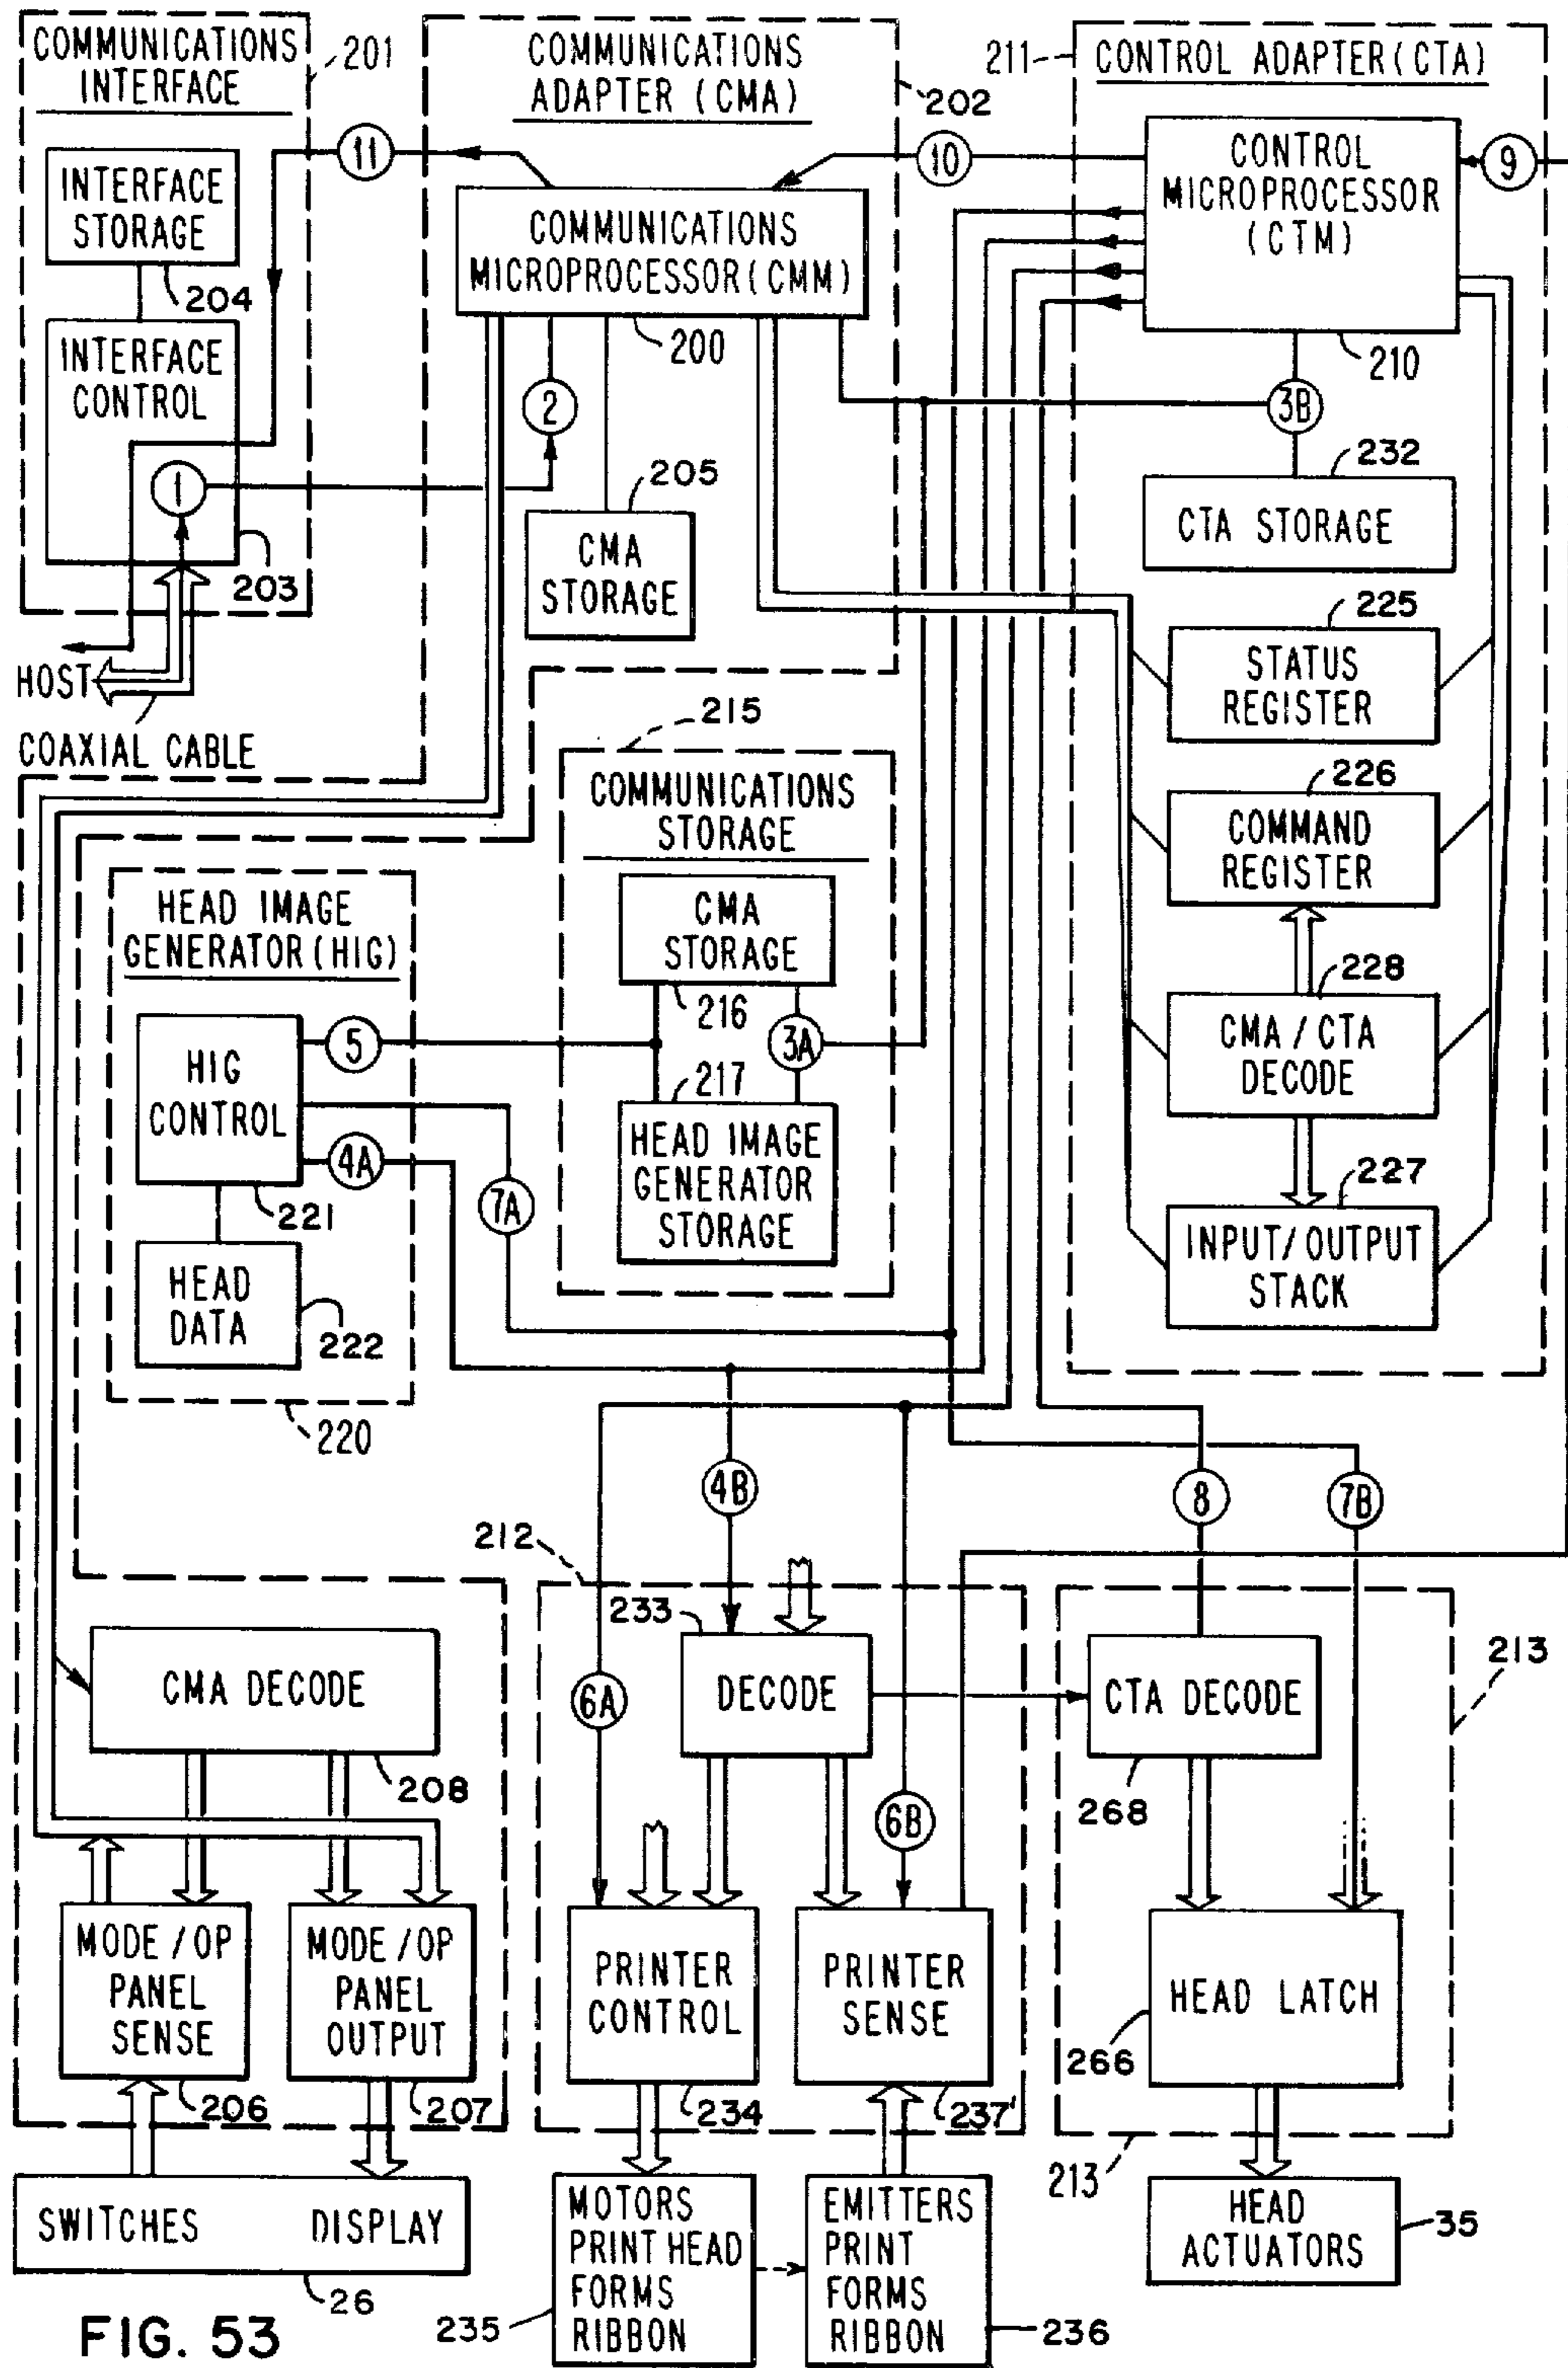 COMMUNICATIONS
INTERFACE
201
INTERFACE
STORAGE
204
INTERFACE
CONTROL
1
203
HOST
COAXIAL CABLE
11
COMMUNICATIONS
ADAPTER (CMA)
202
COMMUNICATIONS
MICROPROCESSOR (CMM)
200
2
205
CMA
STORAGE
10
211
CONTROL ADAPTER (CTA)
CONTROL
MICROPROCESSOR
(CTM)
9
210
3B
232
CTA STORAGE
225
STATUS
REGISTER
226
COMMAND
REGISTER
228
CMA / CTA
DECODE
227
INPUT/OUTPUT
STACK
215
COMMUNICATIONS
STORAGE
CMA
STORAGE
216
3A
217
HEAD IMAGE
GENERATOR
STORAGE
HEAD IMAGE
GENERATOR (HIG)
HIG
CONTROL
5
4A
7A
221
HEAD
DATA
222
220
4B
8
7B
212
233
DECODE
6A
6B
CTA DECODE
268
213
CMA DECODE
208
MODE / OP
PANEL
SENSE
206
MODE / OP
PANEL
OUTPUT
207
PRINTER
CONTROL
234
PRINTER
SENSE
237'
HEAD LATCH
266
213
SWITCHES DISPLAY
26
MOTORS
PRINT HEAD
FORMS
RIBBON
235
EMITTERS
PRINT
FORMS
RIBBON
236
HEAD
ACTUATORS
35
FIG. 53